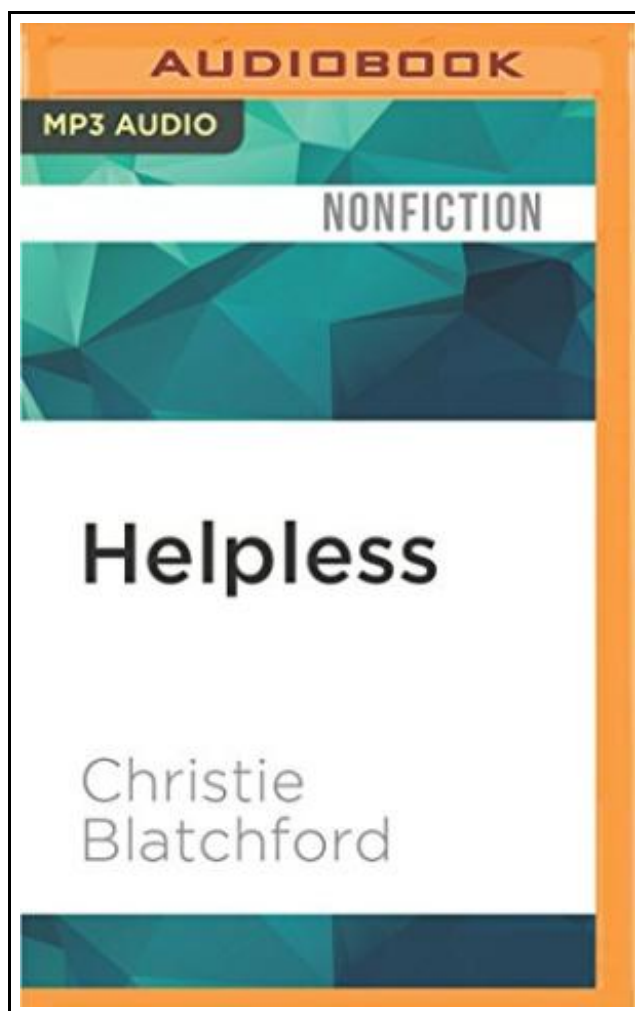 AUDIOBOOK
MP3 AUDIO
NONFICTION
Helpless
Christie
Blatchford